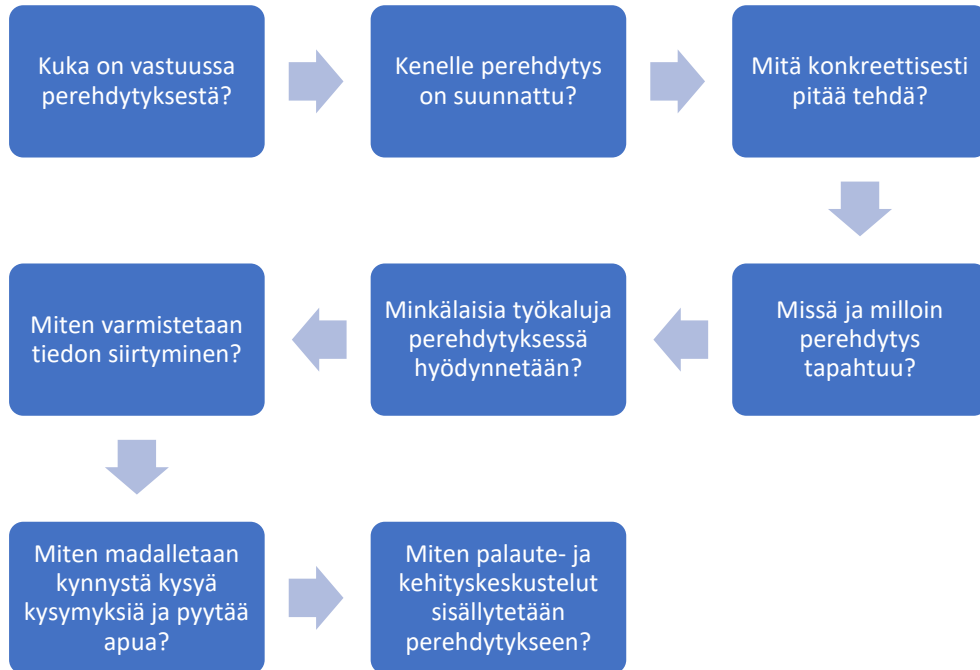 Kuka on vastuussa
perehdytyksestä?
Kenelle perehdytys
on suunnattu?
Mitä konkreettisesti
pitää tehdä?
Missä ja milloin
perehdytys
tapahtuu?
Minkälaisia työkaluja
perehdytyksessä
hyödynnetään?
Miten varmistetaan
tiedon siirtyminen?
Miten madalletaan
kynnystä kysyä
kysymyksiä ja pyytää
apua?
Miten palaute- ja
kehityskeskustelut
sisällytetään
perehdytykseen?